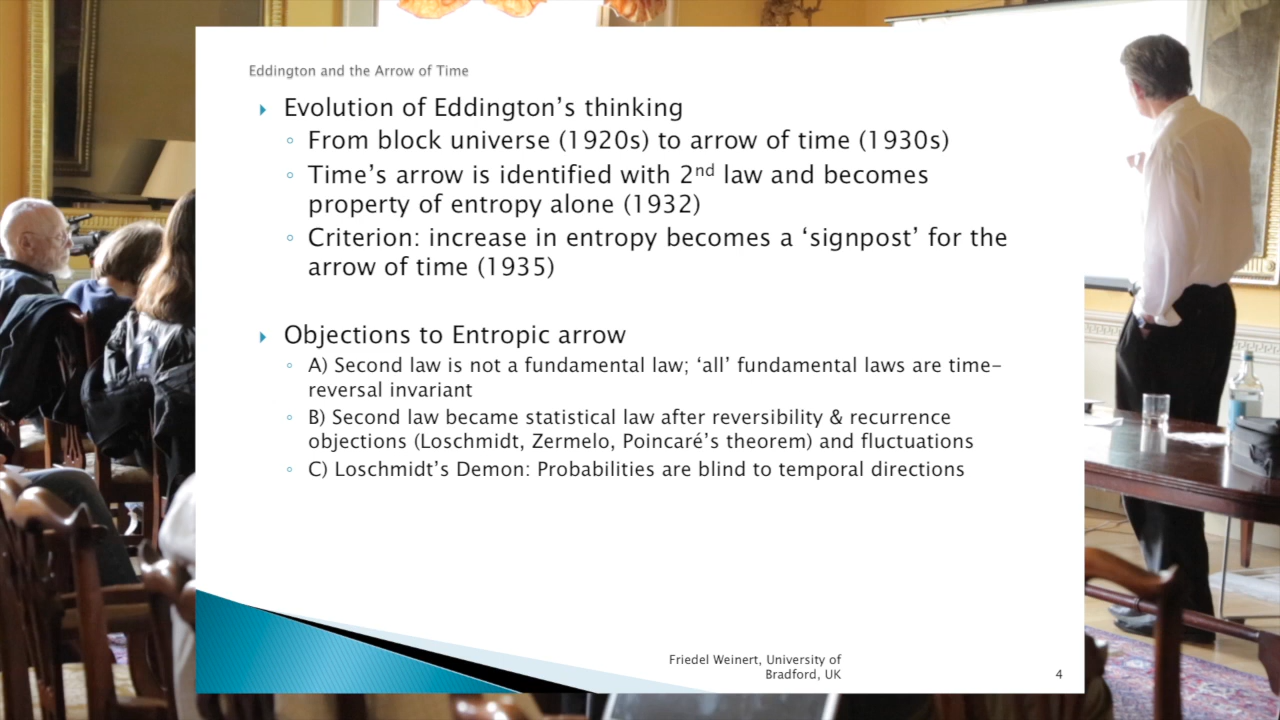 Eddington and the Arrow of Time
Evolution of Eddington’s thinking
From block universe (1920s) to arrow of time (1930s)
Time’s arrow is identified with 2nd law and becomes
property of entropy alone (1932)
Criterion: increase in entropy becomes a ‘signpost’ for the
arrow of time (1935)
Objections to Entropic arrow
A) Second law is not a fundamental law; ‘all’ fundamental laws are time-
reversal invariant
B) Second law became statistical law after reversibility & recurrence
objections (Loschmidt, Zermelo, Poincaré’s theorem) and fluctuations
C) Loschmidt’s Demon: Probabilities are blind to temporal directions
Friedel Weinert, University of
Bradford, UK
4